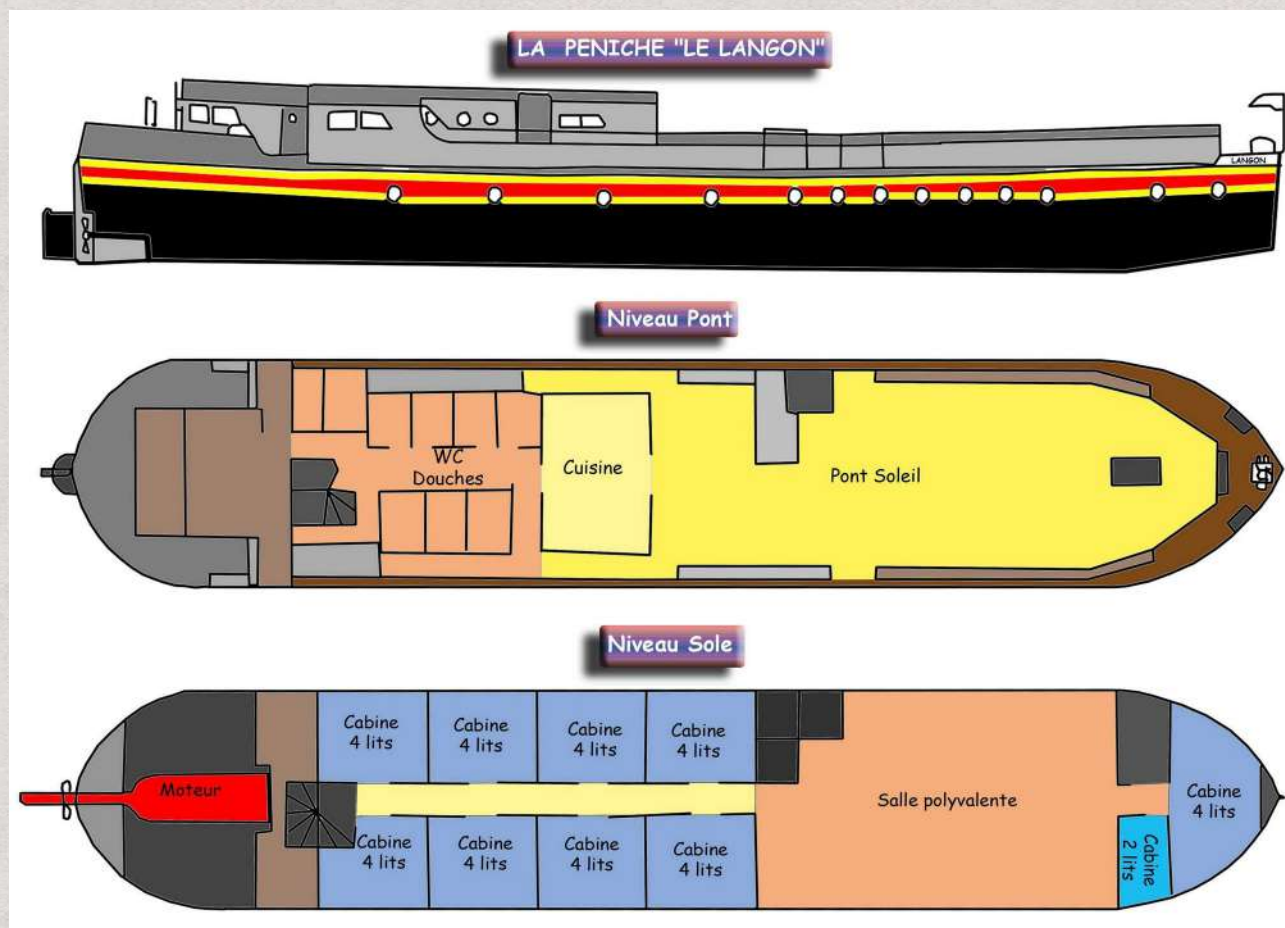 LA PENICHE "LE LANGON"
LANGON
Niveau Pont
WC
Douches
Cuisine
Pont Soleil
Niveau Sole
Cabine
4 lits
Cabine
4 lits
Cabine
4 lits
Cabine
4 lits
Moteur
Salle polyvalente
Cabine
4 lits
Cabine
4 lits
Cabine
4 lits
Cabine
4 lits
Cabine
4 lits
Cabine
2 lits